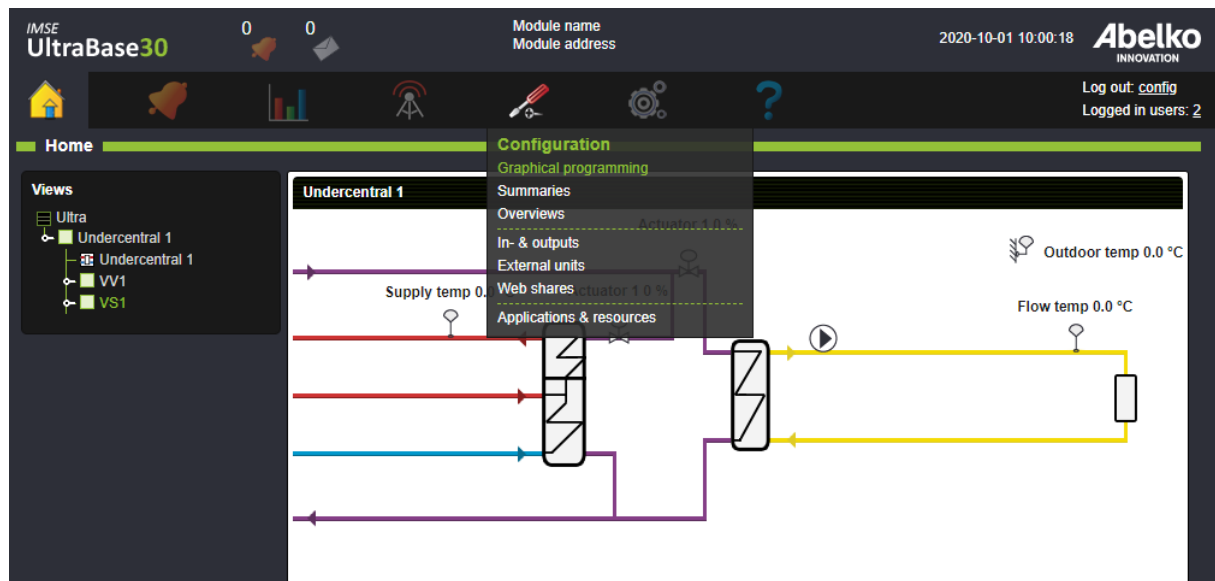 IMSE
UltraBase30
0
0
Module name
Module address
2020-10-01 10:00:18
Abelko
INNOVATION
Log out: config
Logged in users: 2
Home
Configuration
Graphical programming
Summaries
Overviews
In- & outputs
External units
Web shares
Applications & resources
Views
Ultra
Undercentral 1
Undercentral 1
VV1
VS1
Undercentral 1
Actuator 1 0 %
Outdoor temp 0.0 °C
Supply temp 0.
Actuator 1 0 %
Flow temp 0.0 °C